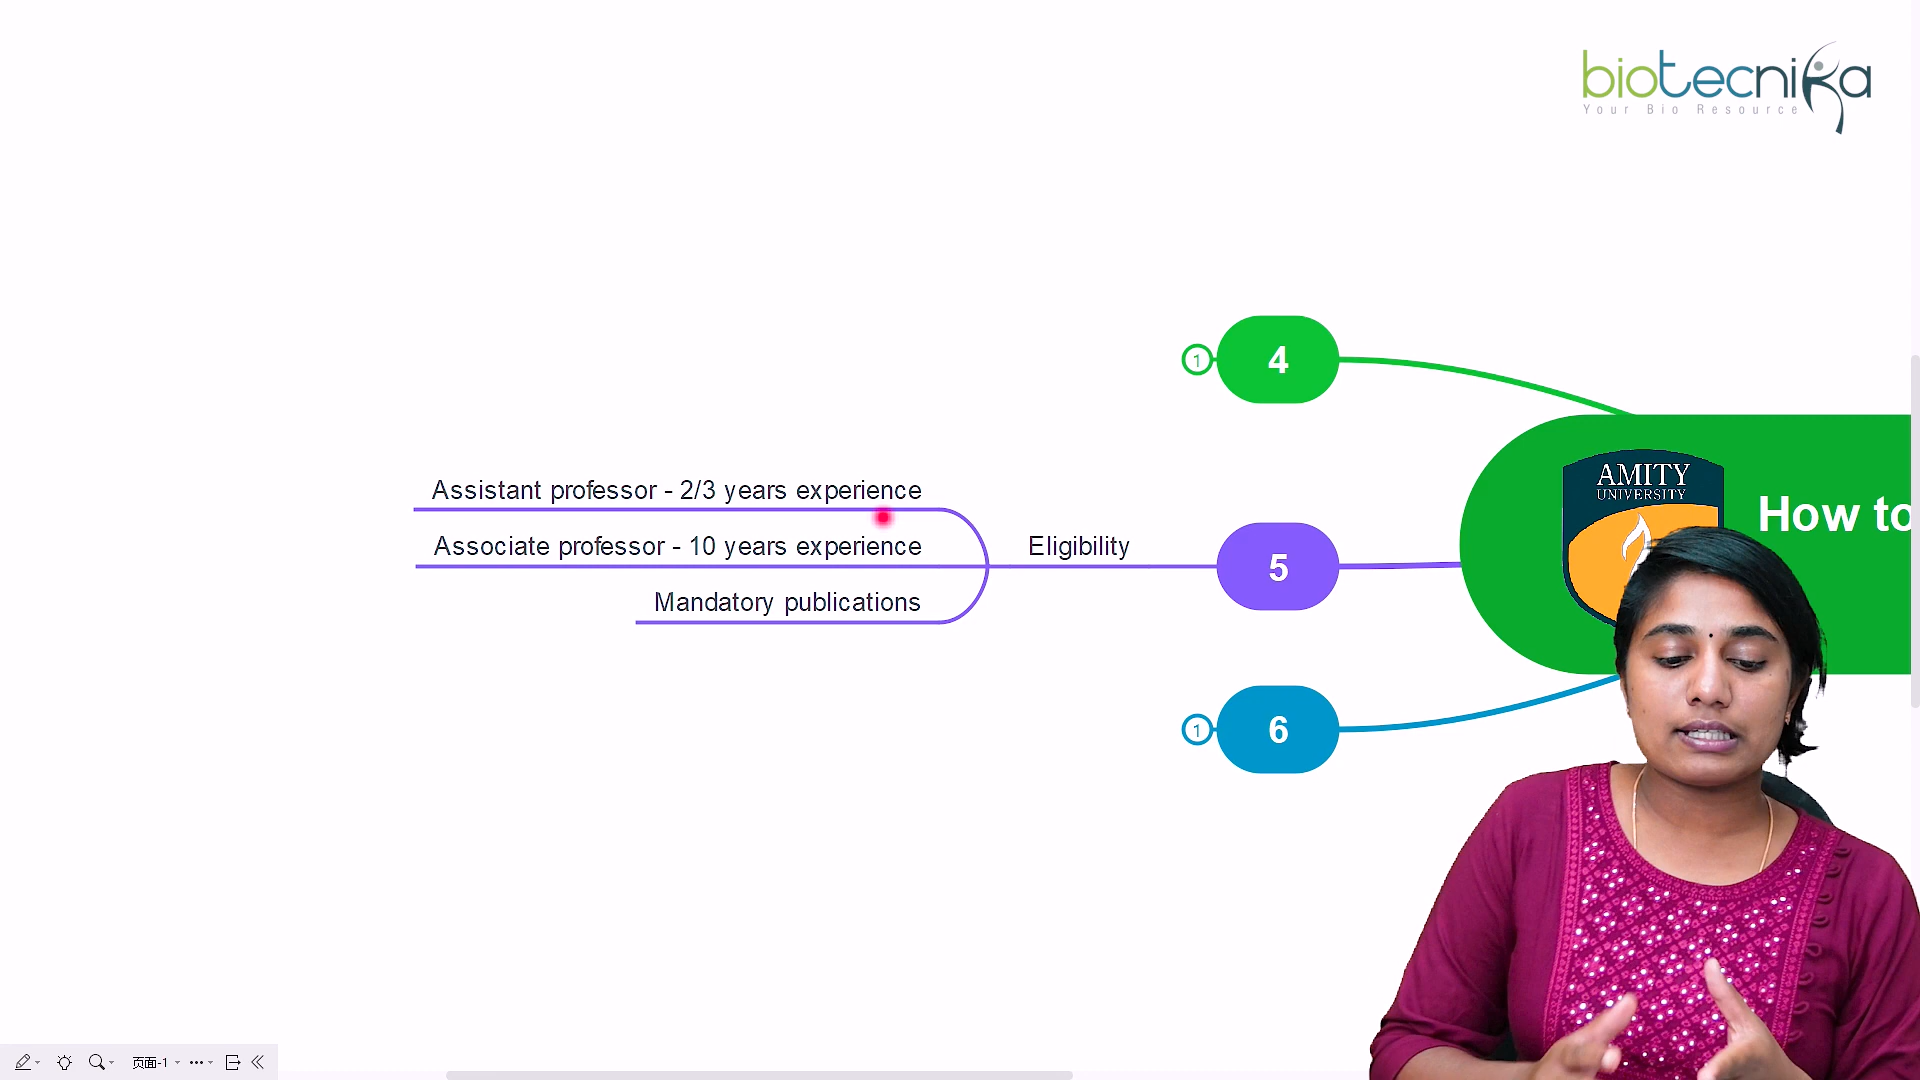 biotecnika
Your Bio Resource
1
4
AMITY
UNIVERSITY
How to
Assistant professor - 2/3 years experience
Associate professor - 10 years experience
Mandatory publications
Eligibility
5
1
6
页面-1